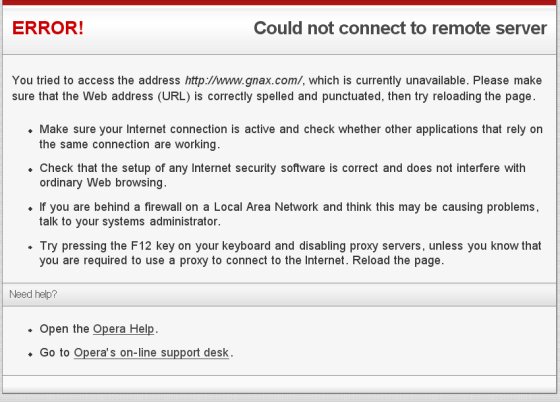 ERROR! Could not connect to remote server
You tried to access the address http://www.gnax.com/, which is currently unavailable. Please make
sure that the Web address (URL) is correctly spelled and punctuated, then try reloading the page.
• Make sure your Internet connection is active and check whether other applications that rely on
the same connection are working.
• Check that the setup of any Internet security software is correct and does not interfere with
ordinary Web browsing.
• If you are behind a firewall on a Local Area Network and think this may be causing problems,
talk to your systems administrator.
• Try pressing the F12 key on your keyboard and disabling proxy servers, unless you know that
you are required to use a proxy to connect to the Internet. Reload the page.
Need help?
• Open the Opera Help.
• Go to Opera's on-line support desk.